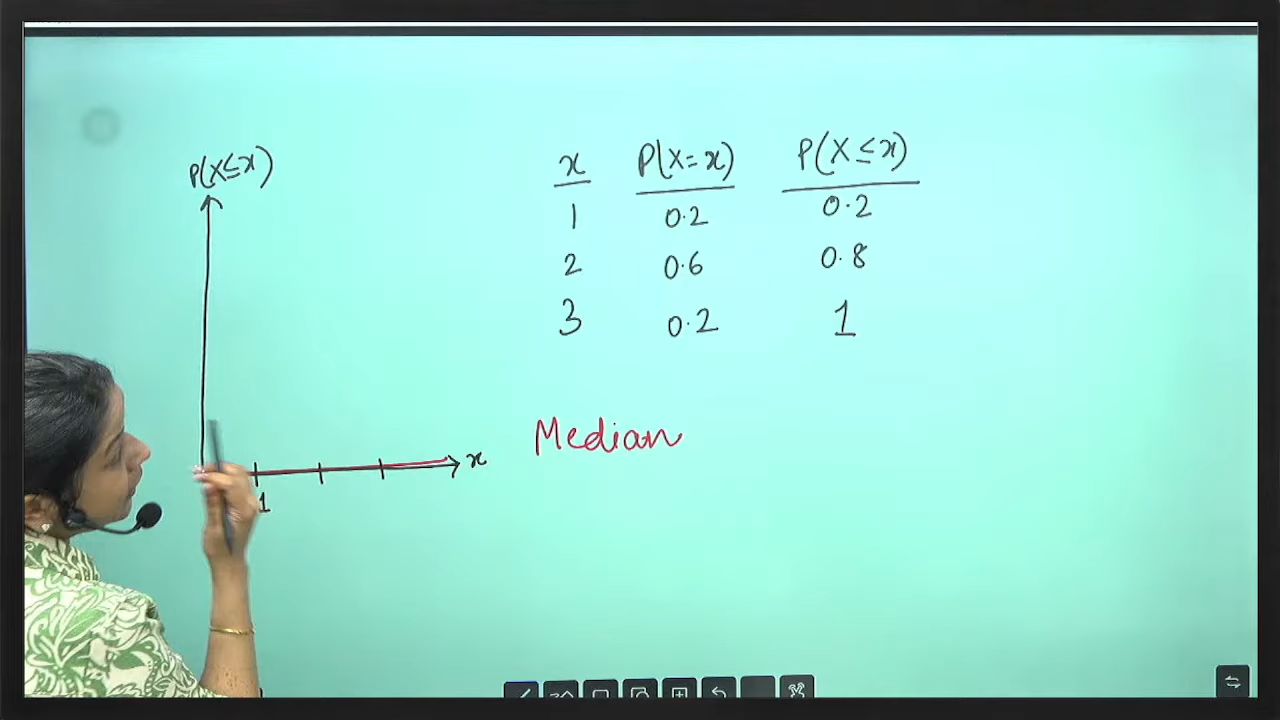 P(X≤x)
x
1
x P(X=x) P(X≤x)
1 0.2 0.2
2 0.6 0.8
3 0.2 1
Median